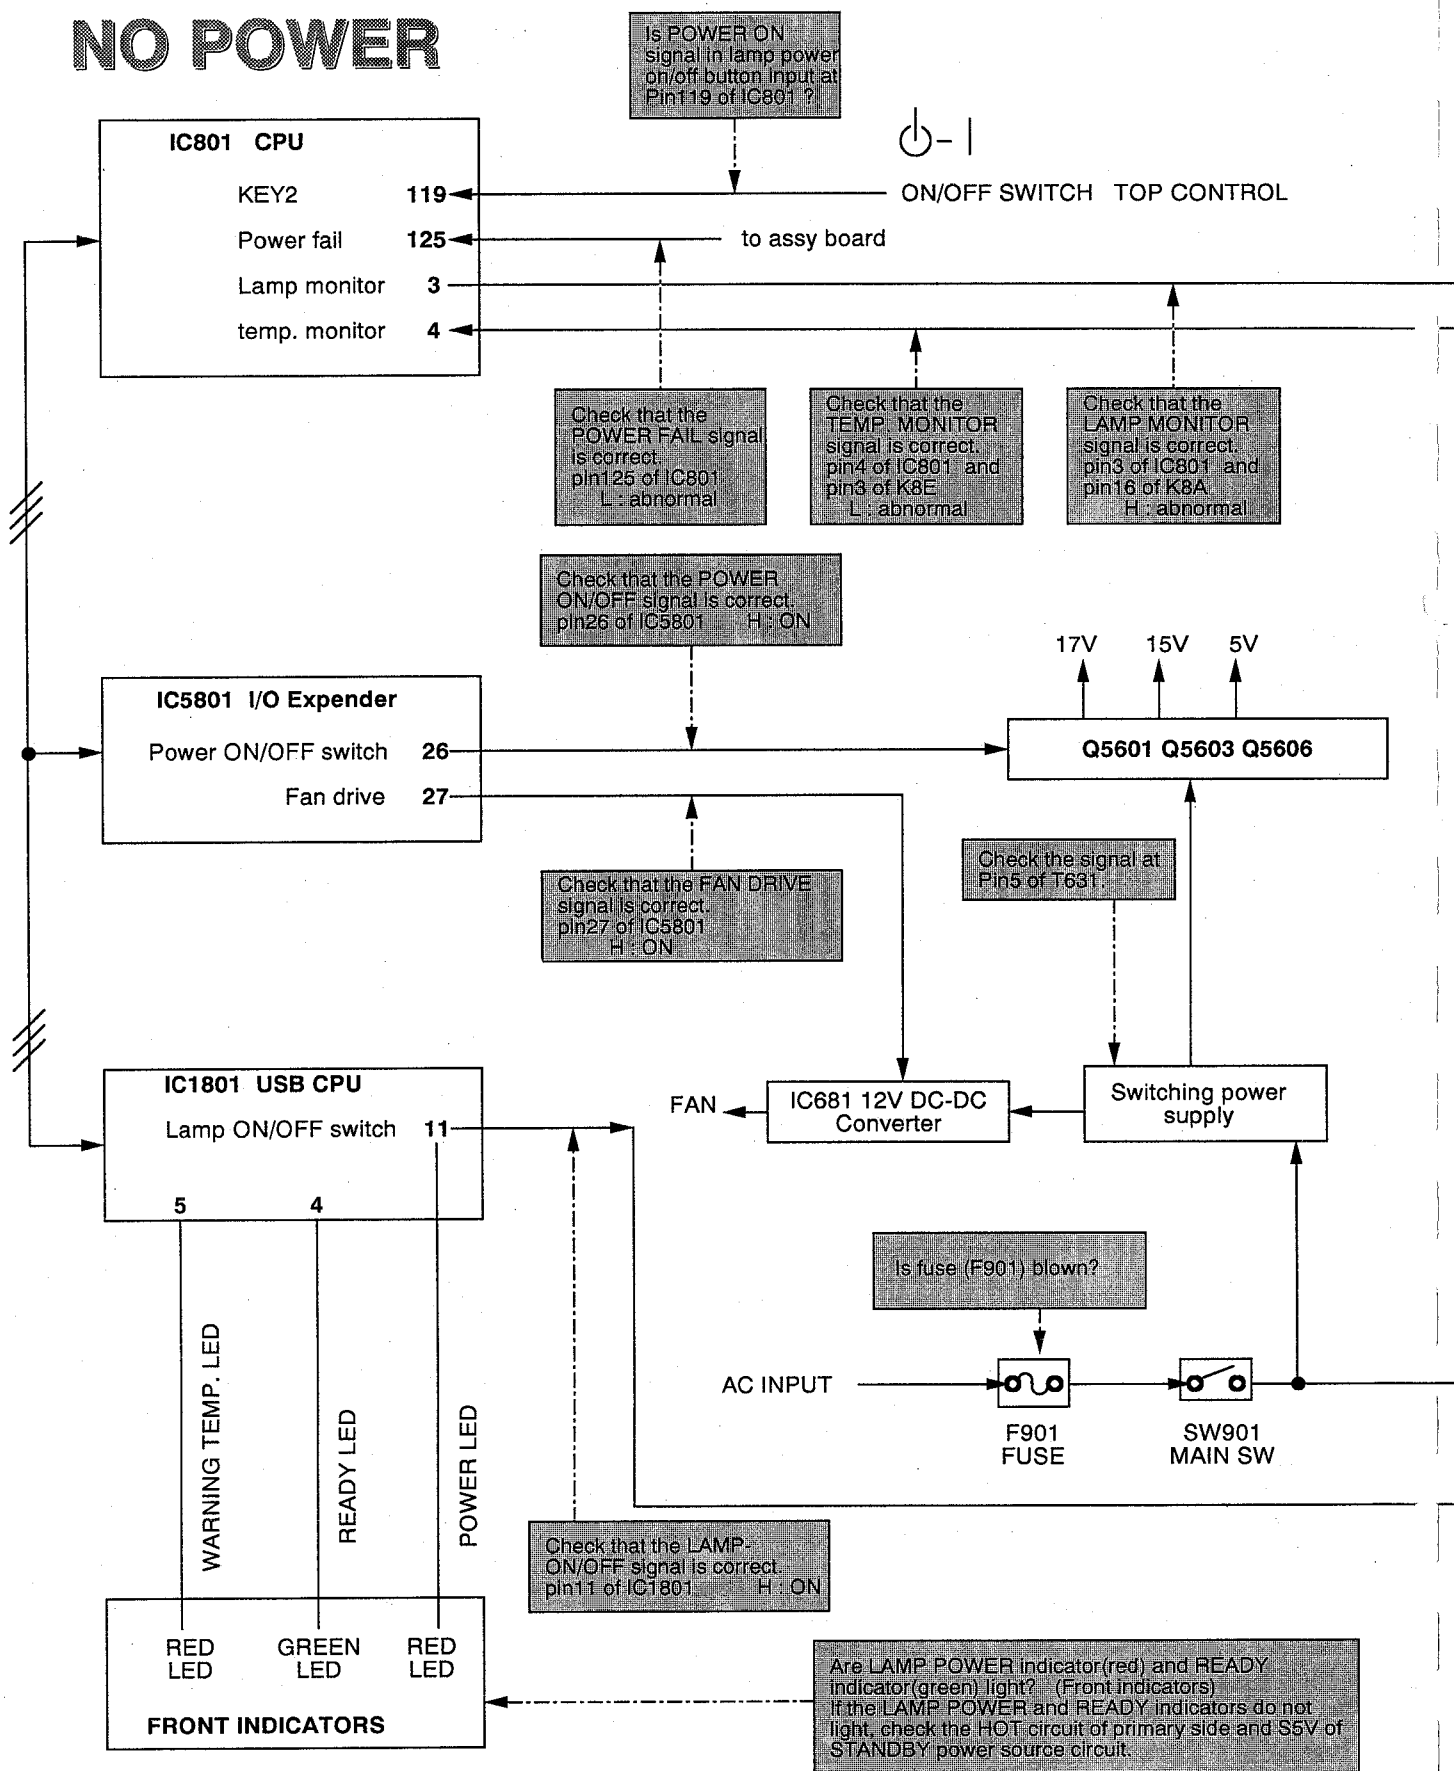 NO POWER
Is POWER ON
signal in lamp power
on/off button input at
Pin119 of IC801 ?
IC801 CPU
KEY2 119
ON/OFF SWITCH TOP CONTROL
Power fail 125
to assy board
Lamp monitor 3
temp. monitor 4
Check that the
POWER FAIL signal
is correct.
pin125 of IC801
L : abnormal
Check that the
TEMP. MONITOR
signal is correct.
pin4 of IC801 and
pin3 of K8E
L : abnormal
Check that the
LAMP MONITOR
signal is correct.
pin3 of IC801 and
pin16 of K8A
H : abnormal
Check that the POWER
ON/OFF signal is correct.
pin26 of IC5801 H : ON
17V 15V 5V
IC5801 I/O Expender
Power ON/OFF switch 26
Fan drive 27
Q5601 Q5603 Q5606
Check that the FAN DRIVE
signal is correct.
pin27 of IC5801
H : ON
Check the signal at
Pin5 of T631.
IC1801 USB CPU
Lamp ON/OFF switch 11
5 4
FAN
IC681 12V DC-DC
Converter
Switching power
supply
Is fuse (F901) blown?
AC INPUT
F901
FUSE
SW901
MAIN SW
WARNING TEMP. LED
READY LED
POWER LED
Check that the LAMP-
ON/OFF signal is correct.
pin11 of IC1801 H : ON
RED
LED
GREEN
LED
RED
LED
FRONT INDICATORS
Are LAMP POWER indicator(red) and READY
indicator(green) light? (Front indicators)
If the LAMP POWER and READY indicators do not
light, check the HOT circuit of primary side and S5V of
STANDBY power source circuit.